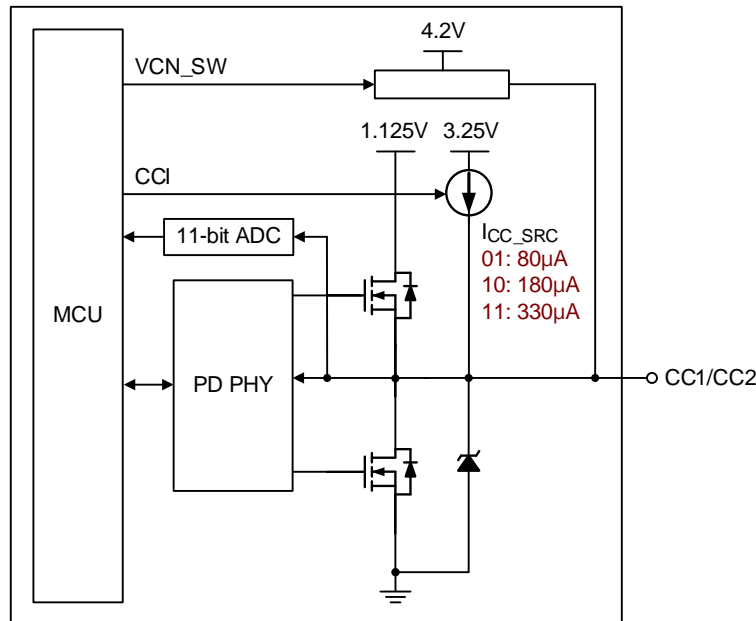 4.2V
VCN_SW
1.125V 3.25V
CCI
11-bit ADC
ICC_SRC
01: 80µA
10: 180µA
11: 330µA
MCU
PD PHY
CC1/CC2